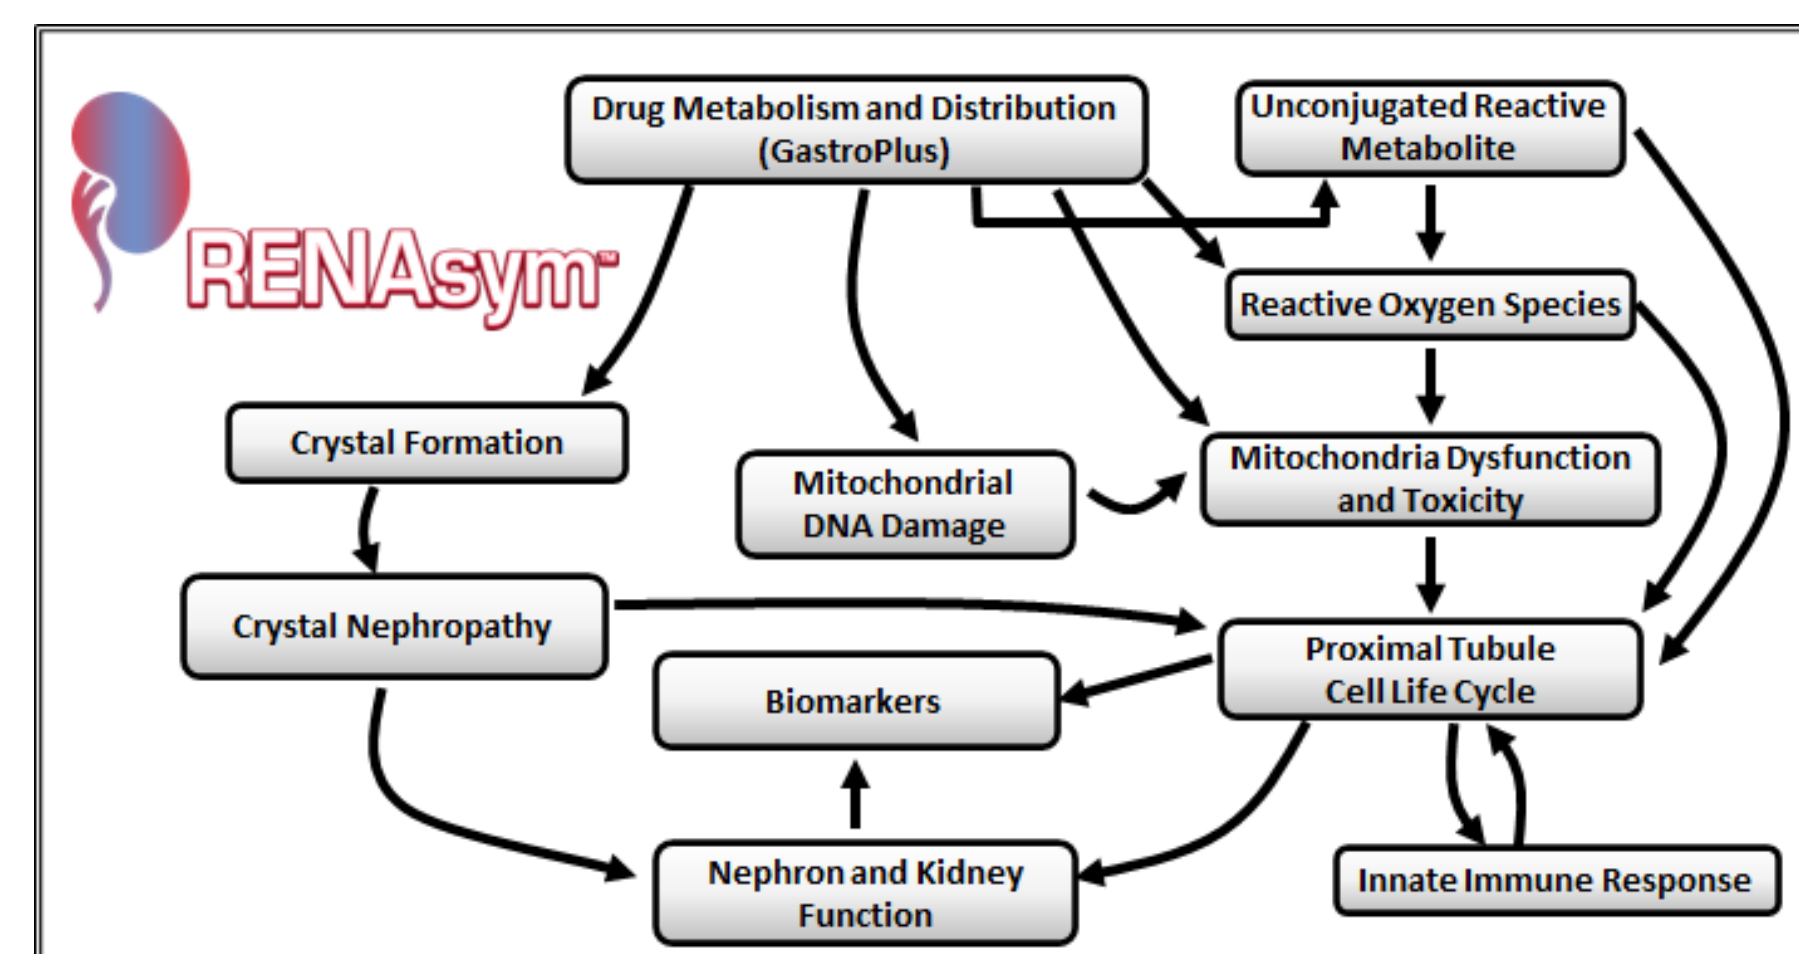 Drug Metabolism and Distribution
(GastroPlus)
Unconjugated Reactive
Metabolite
RENAsym™
Reactive Oxygen Species
Crystal Formation
Mitochondrial
DNA Damage
Mitochondria Dysfunction
and Toxicity
Crystal Nephropathy
Biomarkers
Proximal Tubule
Cell Life Cycle
Nephron and Kidney
Function
Innate Immune Response